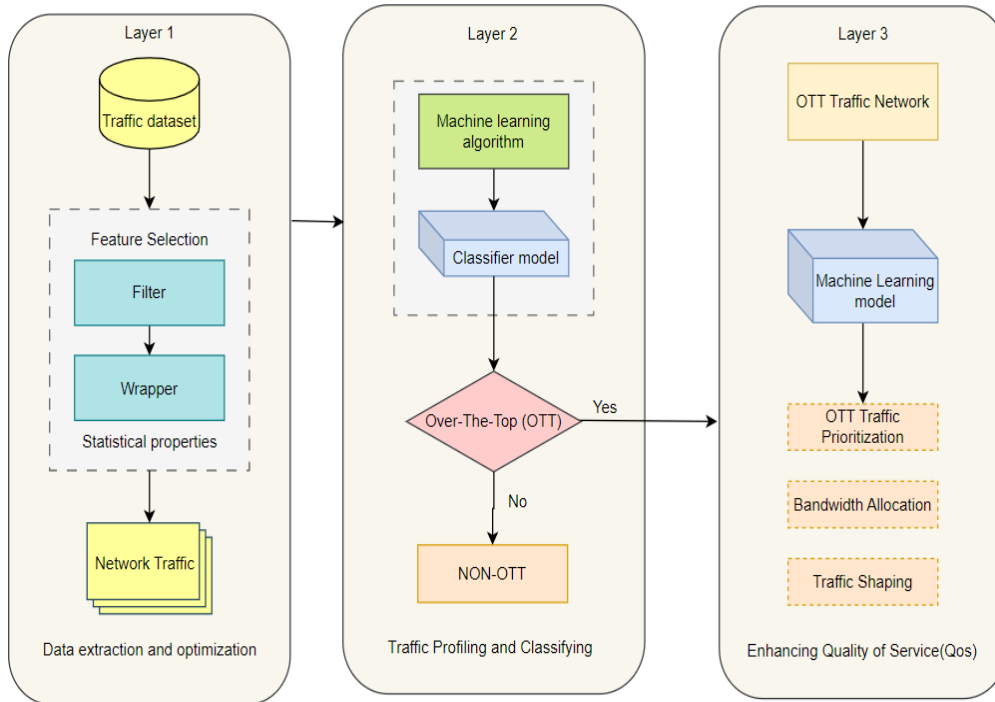 Layer 1
Traffic dataset
Feature Selection
Filter
Wrapper
Statistical properties
Network Traffic
Data extraction and optimization
Layer 2
Machine learning
algorithm
Classifier model
Over-The-Top (OTT)
Yes
No
NON-OTT
Traffic Profiling and Classifying
Layer 3
OTT Traffic Network
Machine Learning
model
OTT Traffic
Prioritization
Bandwidth Allocation
Traffic Shaping
Enhancing Quality of Service(Qos)